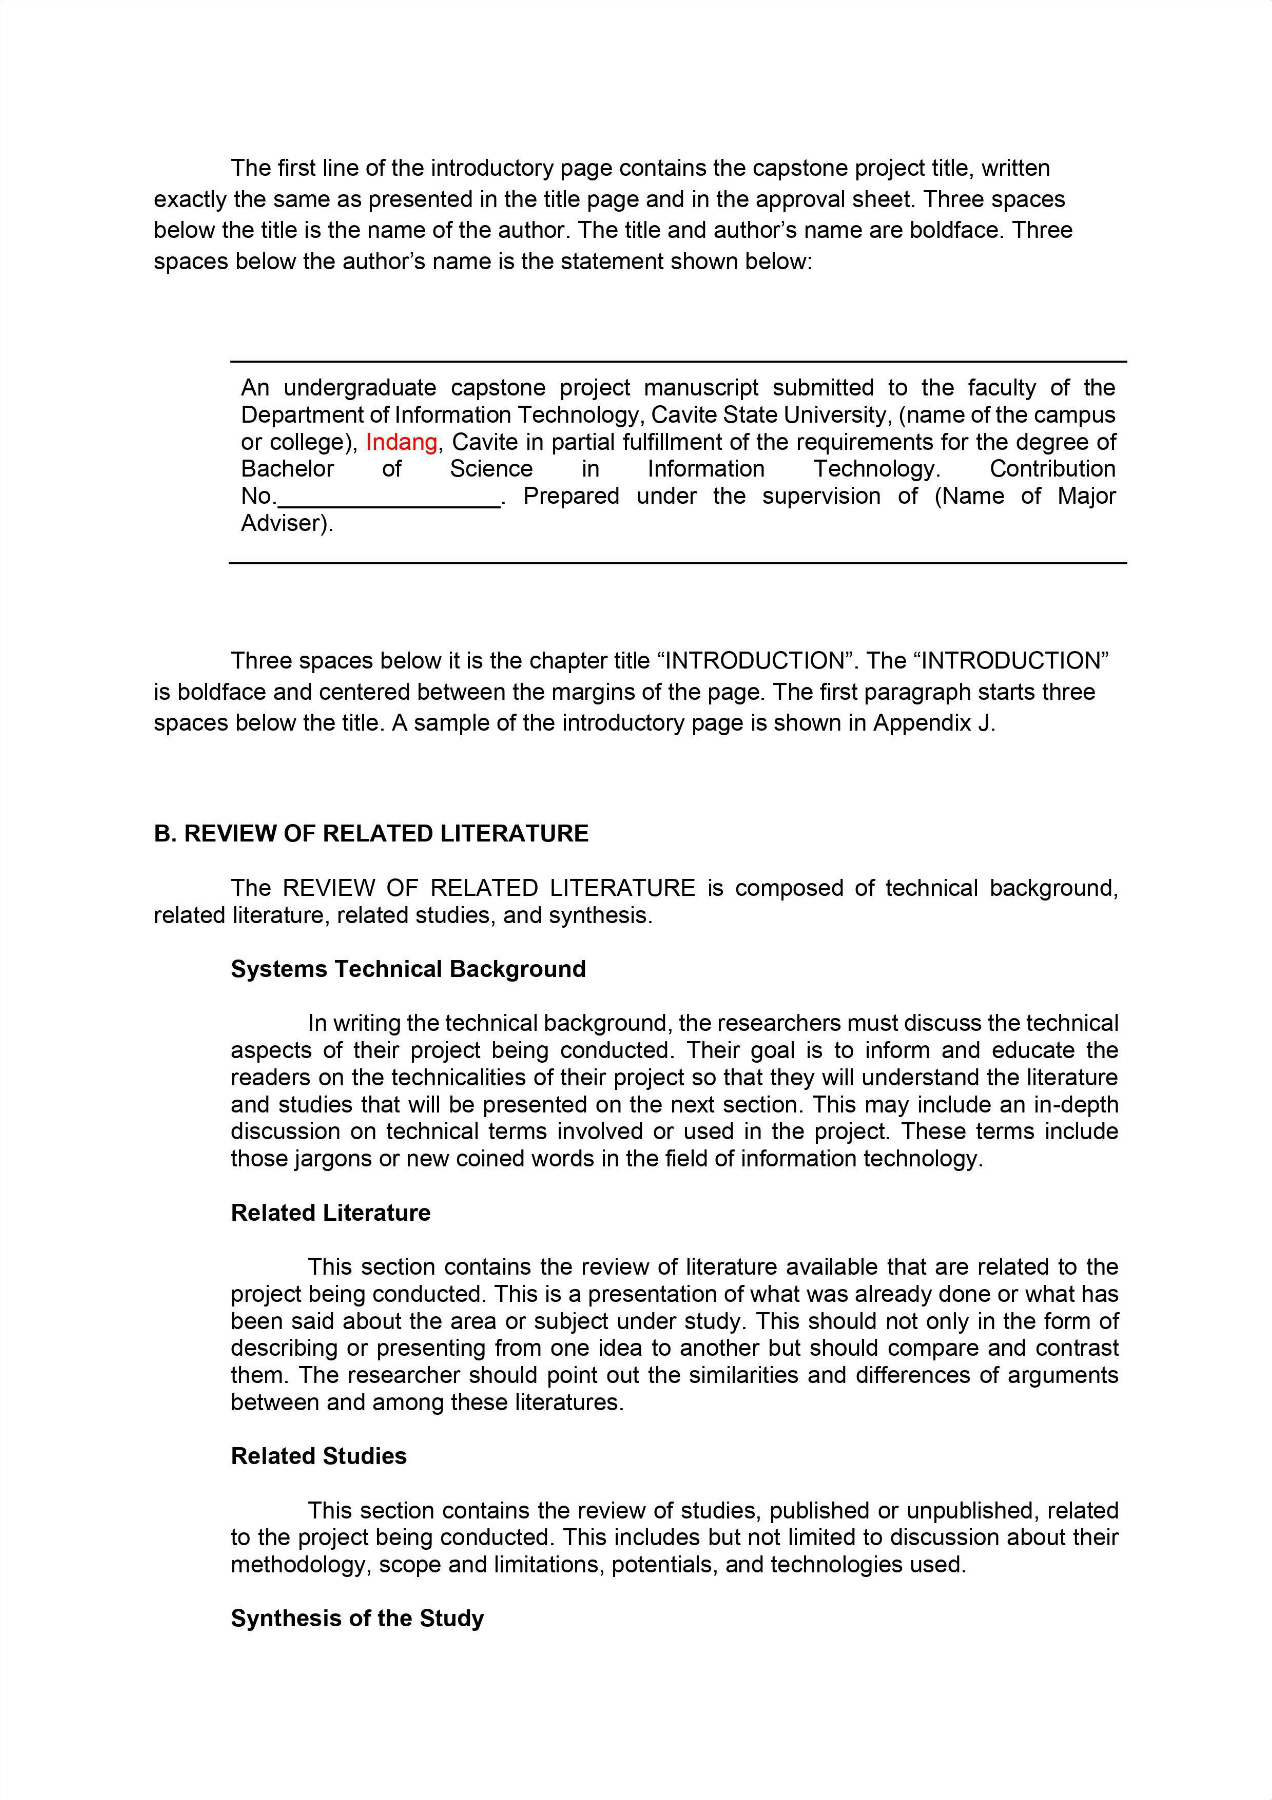 The first line of the introductory page contains the capstone project title, written
exactly the same as presented in the title page and in the approval sheet. Three spaces
below the title is the name of the author. The title and author’s name are boldface. Three
spaces below the author’s name is the statement shown below:
An undergraduate capstone project manuscript submitted to the faculty of the
Department of Information Technology, Cavite State University, (name of the campus
or college), Indang, Cavite in partial fulfillment of the requirements for the degree of
Bachelor of Science in Information Technology. Contribution
No.__________________. Prepared under the supervision of (Name of Major
Adviser).
Three spaces below it is the chapter title “INTRODUCTION”. The “INTRODUCTION”
is boldface and centered between the margins of the page. The first paragraph starts three
spaces below the title. A sample of the introductory page is shown in Appendix J.
B. REVIEW OF RELATED LITERATURE
The REVIEW OF RELATED LITERATURE is composed of technical background,
related literature, related studies, and synthesis.
Systems Technical Background
In writing the technical background, the researchers must discuss the technical
aspects of their project being conducted. Their goal is to inform and educate the
readers on the technicalities of their project so that they will understand the literature
and studies that will be presented on the next section. This may include an in-depth
discussion on technical terms involved or used in the project. These terms include
those jargons or new coined words in the field of information technology.
Related Literature
This section contains the review of literature available that are related to the
project being conducted. This is a presentation of what was already done or what has
been said about the area or subject under study. This should not only in the form of
describing or presenting from one idea to another but should compare and contrast
them. The researcher should point out the similarities and differences of arguments
between and among these literatures.
Related Studies
This section contains the review of studies, published or unpublished, related
to the project being conducted. This includes but not limited to discussion about their
methodology, scope and limitations, potentials, and technologies used.
Synthesis of the Study